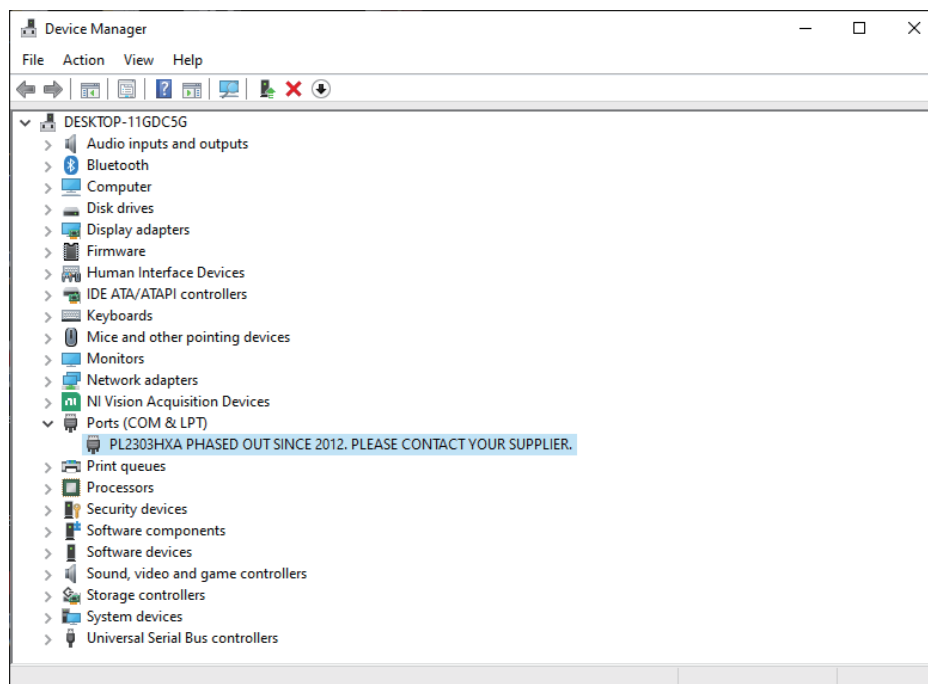 Device Manager
File Action View Help
DESKTOP-11GDC5G
Audio inputs and outputs
Bluetooth
Computer
Disk drives
Display adapters
Firmware
Human Interface Devices
IDE ATA/ATAPI controllers
Keyboards
Mice and other pointing devices
Monitors
Network adapters
NI Vision Acquisition Devices
Ports (COM & LPT)
PL2303HXA PHASED OUT SINCE 2012. PLEASE CONTACT YOUR SUPPLIER.
Print queues
Processors
Security devices
Software components
Software devices
Sound, video and game controllers
Storage controllers
System devices
Universal Serial Bus controllers